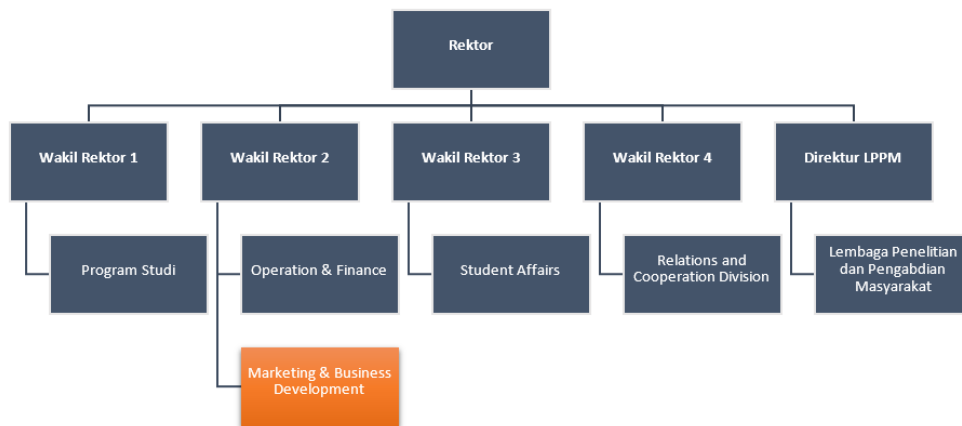 Rektor
Wakil Rektor 1
Wakil Rektor 2
Wakil Rektor 3
Wakil Rektor 4
Direktur LPPM
Program Studi
Operation & Finance
Student Affairs
Relations and
Cooperation Division
Lembaga Penelitian
dan Pengabdian
Masyarakat
Marketing & Business
Development